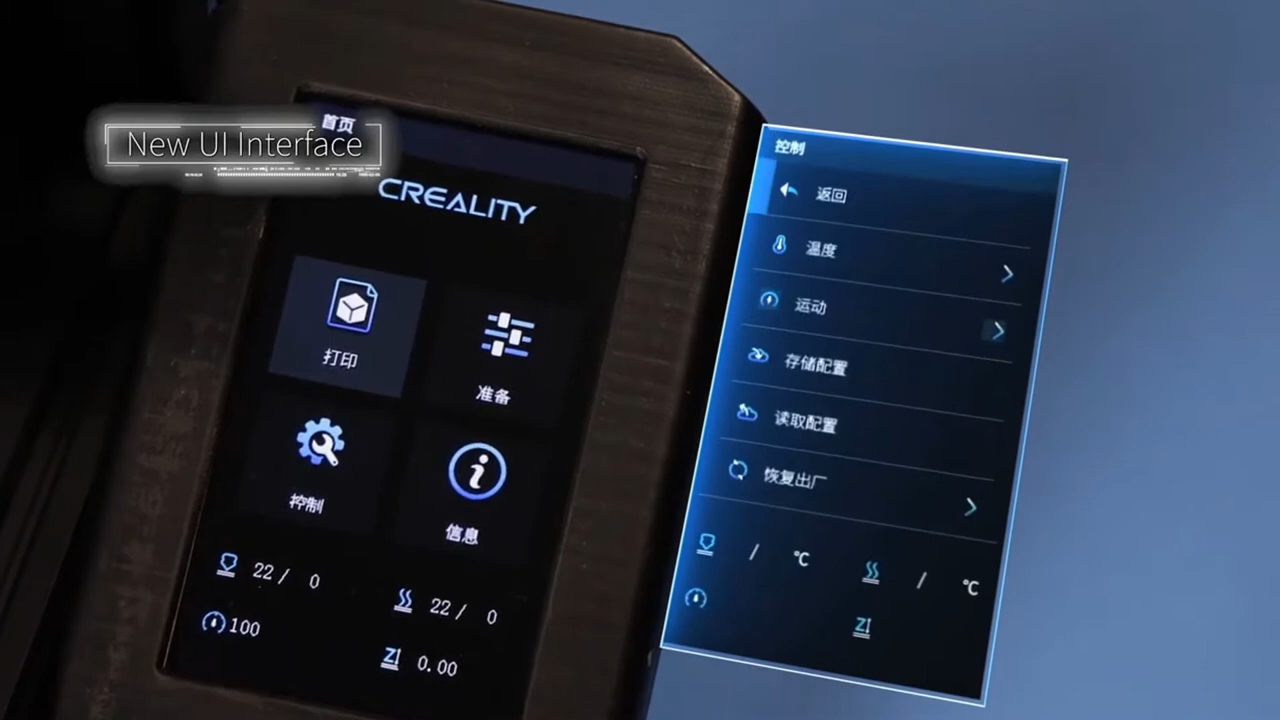 New UI Interface
首页
CREALITY
打印
准备
控制
信息
22 / 0
22 / 0
100
0.00
控制
返回
温度
运动
存储配置
读取配置
恢复出厂
/ ℃
/ ℃